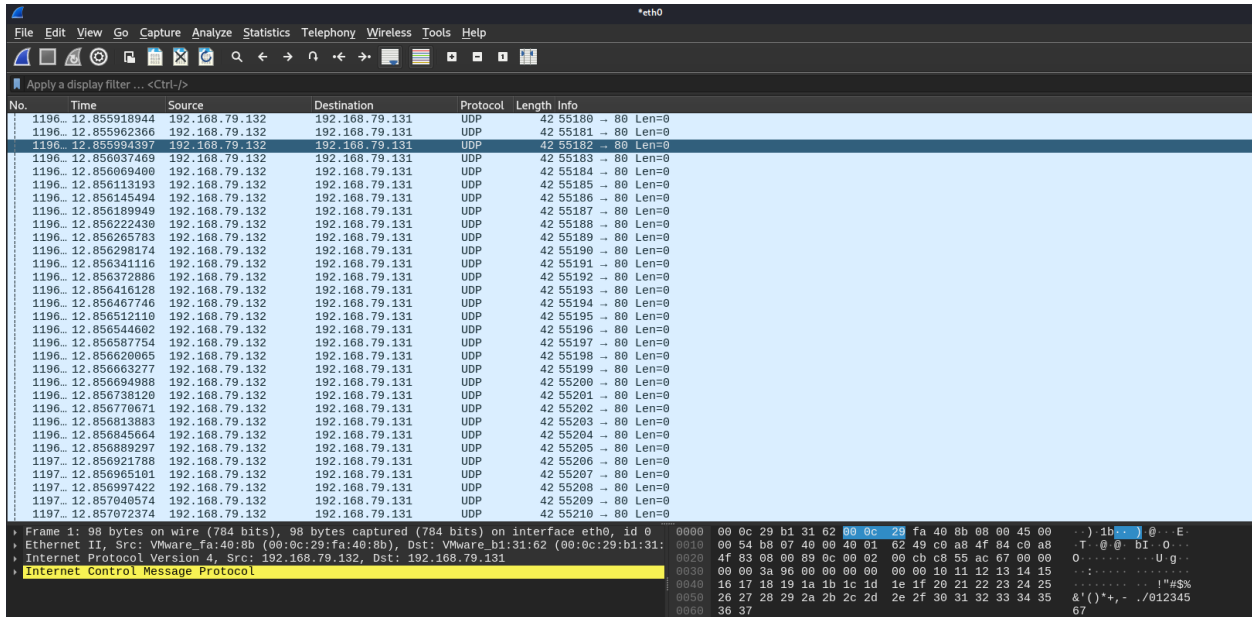 *eth0
File Edit View Go Capture Analyze Statistics Telephony Wireless Tools Help
Apply a display filter ... <Ctrl-/>
No. Time Source Destination Protocol Length Info
1196… 12.855918944 192.168.79.132 192.168.79.131 UDP 42 55180 → 80 Len=0
1196… 12.855962366 192.168.79.132 192.168.79.131 UDP 42 55181 → 80 Len=0
1196… 12.855994397 192.168.79.132 192.168.79.131 UDP 42 55182 → 80 Len=0
1196… 12.856037469 192.168.79.132 192.168.79.131 UDP 42 55183 → 80 Len=0
1196… 12.856069400 192.168.79.132 192.168.79.131 UDP 42 55184 → 80 Len=0
1196… 12.856113193 192.168.79.132 192.168.79.131 UDP 42 55185 → 80 Len=0
1196… 12.856145494 192.168.79.132 192.168.79.131 UDP 42 55186 → 80 Len=0
1196… 12.856189949 192.168.79.132 192.168.79.131 UDP 42 55187 → 80 Len=0
1196… 12.856222430 192.168.79.132 192.168.79.131 UDP 42 55188 → 80 Len=0
1196… 12.856265783 192.168.79.132 192.168.79.131 UDP 42 55189 → 80 Len=0
1196… 12.856298174 192.168.79.132 192.168.79.131 UDP 42 55190 → 80 Len=0
1196… 12.856341116 192.168.79.132 192.168.79.131 UDP 42 55191 → 80 Len=0
1196… 12.856372886 192.168.79.132 192.168.79.131 UDP 42 55192 → 80 Len=0
1196… 12.856416128 192.168.79.132 192.168.79.131 UDP 42 55193 → 80 Len=0
1196… 12.856467746 192.168.79.132 192.168.79.131 UDP 42 55194 → 80 Len=0
1196… 12.856512110 192.168.79.132 192.168.79.131 UDP 42 55195 → 80 Len=0
1196… 12.856544602 192.168.79.132 192.168.79.131 UDP 42 55196 → 80 Len=0
1196… 12.856587754 192.168.79.132 192.168.79.131 UDP 42 55197 → 80 Len=0
1196… 12.856620065 192.168.79.132 192.168.79.131 UDP 42 55198 → 80 Len=0
1196… 12.856663277 192.168.79.132 192.168.79.131 UDP 42 55199 → 80 Len=0
1196… 12.856694988 192.168.79.132 192.168.79.131 UDP 42 55200 → 80 Len=0
1196… 12.856738120 192.168.79.132 192.168.79.131 UDP 42 55201 → 80 Len=0
1196… 12.856770671 192.168.79.132 192.168.79.131 UDP 42 55202 → 80 Len=0
1196… 12.856813883 192.168.79.132 192.168.79.131 UDP 42 55203 → 80 Len=0
1196… 12.856845664 192.168.79.132 192.168.79.131 UDP 42 55204 → 80 Len=0
1196… 12.856889297 192.168.79.132 192.168.79.131 UDP 42 55205 → 80 Len=0
1197… 12.856921788 192.168.79.132 192.168.79.131 UDP 42 55206 → 80 Len=0
1197… 12.856965101 192.168.79.132 192.168.79.131 UDP 42 55207 → 80 Len=0
1197… 12.856997422 192.168.79.132 192.168.79.131 UDP 42 55208 → 80 Len=0
1197… 12.857040574 192.168.79.132 192.168.79.131 UDP 42 55209 → 80 Len=0
1197… 12.857072374 192.168.79.132 192.168.79.131 UDP 42 55210 → 80 Len=0
Frame 1: 98 bytes on wire (784 bits), 98 bytes captured (784 bits) on interface eth0, id 0
Ethernet II, Src: VMware_fa:40:8b (00:0c:29:fa:40:8b), Dst: VMware_b1:31:62 (00:0c:29:b1:31:
Internet Protocol Version 4, Src: 192.168.79.132, Dst: 192.168.79.131
Internet Control Message Protocol
0000 00 0c 29 b1 31 62 00 0c 29 fa 40 8b 08 00 45 00 ··)·1b·· )·@···E·
0010 00 54 b8 07 40 00 40 01 62 49 c0 a8 4f 84 c0 a8 ·T··@·@· bI··O···
0020 4f 83 08 00 89 0c 00 02 00 cb c8 55 ac 67 00 00 O······· ···U·g··
0030 00 00 3a 96 00 00 00 00 00 00 10 11 12 13 14 15 ··:····· ········
0040 16 17 18 19 1a 1b 1c 1d 1e 1f 20 21 22 23 24 25 ········ ·· !"#$%
0050 26 27 28 29 2a 2b 2c 2d 2e 2f 30 31 32 33 34 35 &'()*+,- ./012345
0060 36 37 67